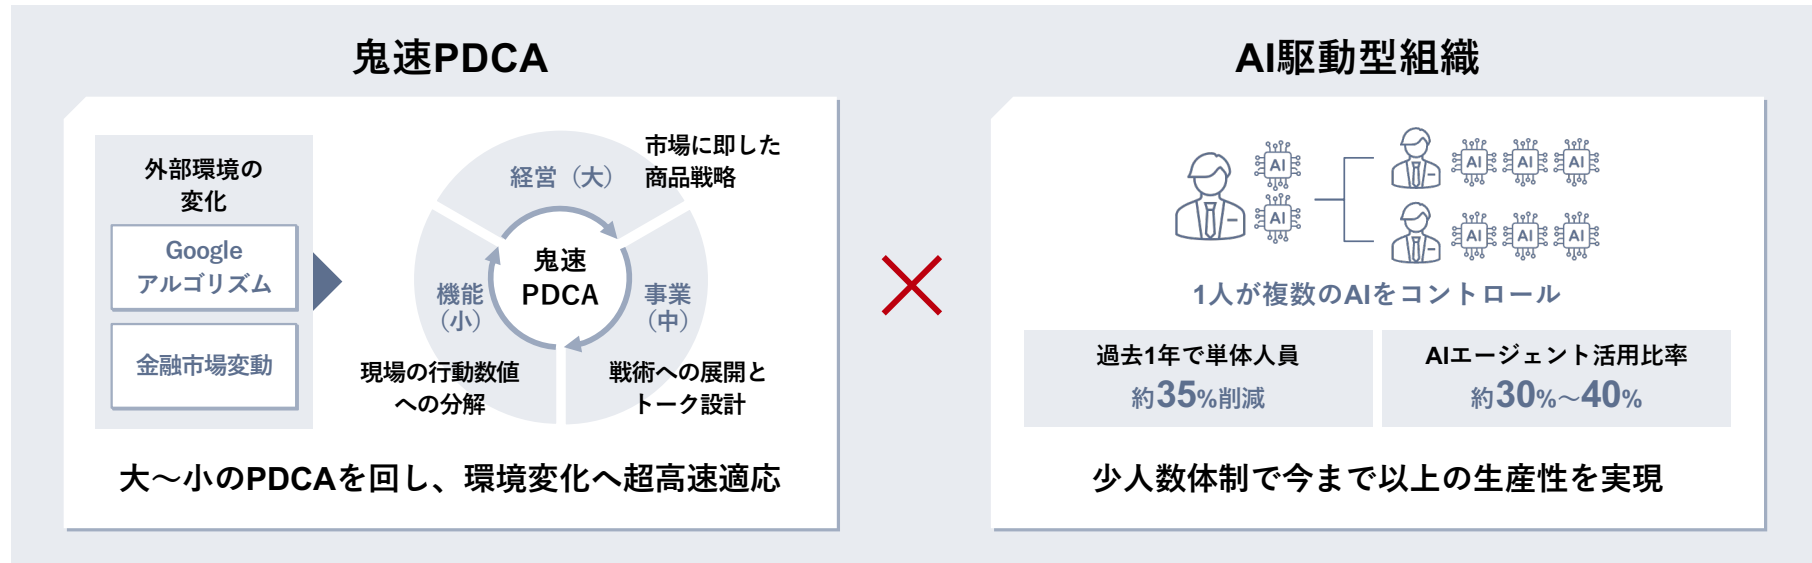 鬼速PDCA
外部環境の
変化
Google
アルゴリズム
金融市場変動
経営（大）
市場に即した
商品戦略
鬼速
PDCA
機能
（小）
事業
（中）
現場の行動数値
への分解
戦術への展開と
トーク設計
大～小のPDCAを回し、環境変化へ超高速適応
AI駆動型組織
AI
AI
AI
AI
AI
AI
AI
AI
1人が複数のAIをコントロール
過去1年で単体人員
約35%削減
AIエージェント活用比率
約30%～40%
少人数体制で今まで以上の生産性を実現